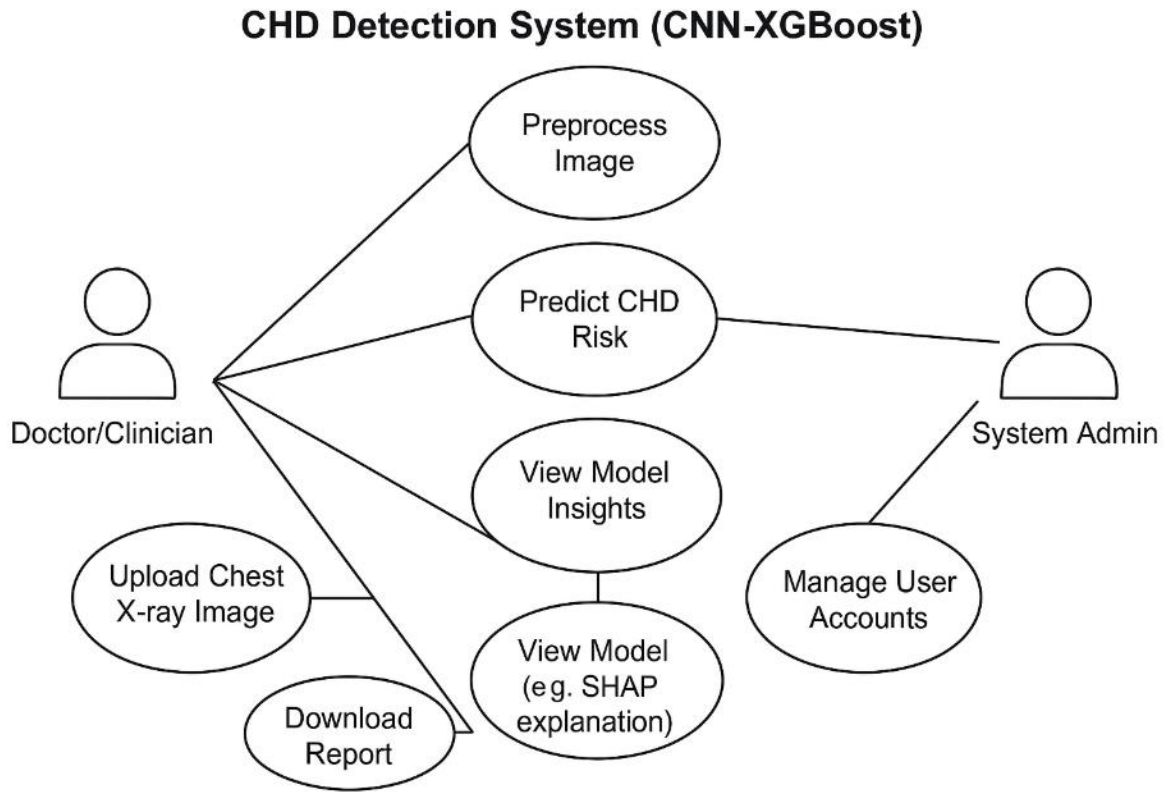 CHD Detection System (CNN-XGBoost)
Preprocess
Image
Predict CHD
Risk
Doctor/Clinician
System Admin
View Model
Insights
Upload Chest
X-ray Image
Manage User
Accounts
View Model
(eg. SHAP
explanation)
Download
Report